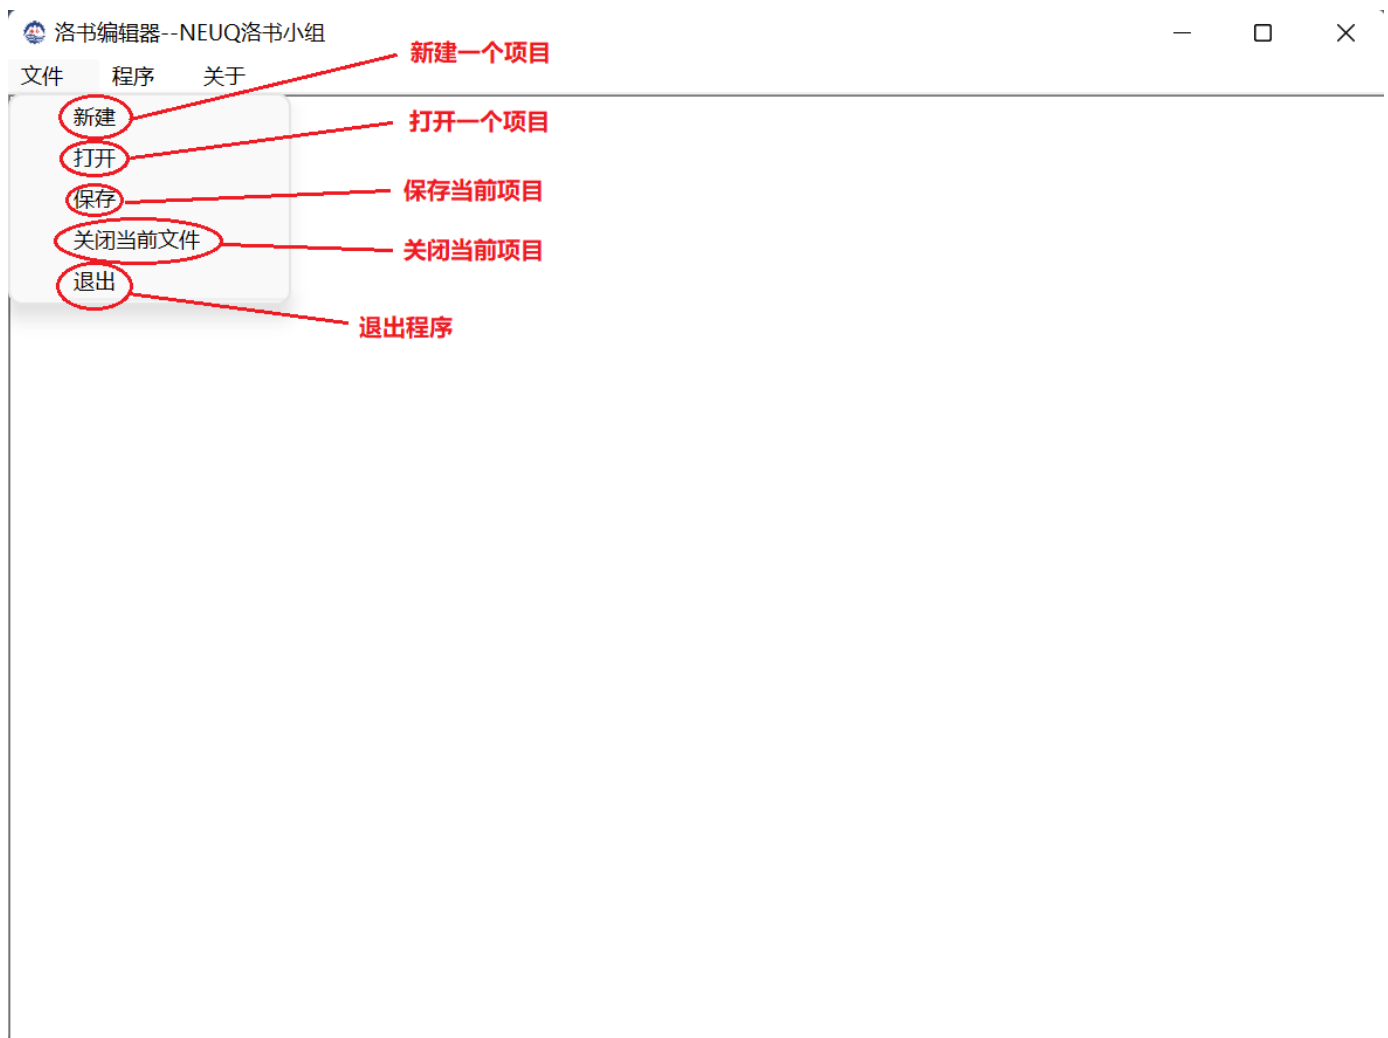 洛书编辑器--NEUQ洛书小组
文件 程序 关于
新建 新建一个项目
打开 打开一个项目
保存 保存当前项目
关闭当前文件 关闭当前项目
退出 退出程序